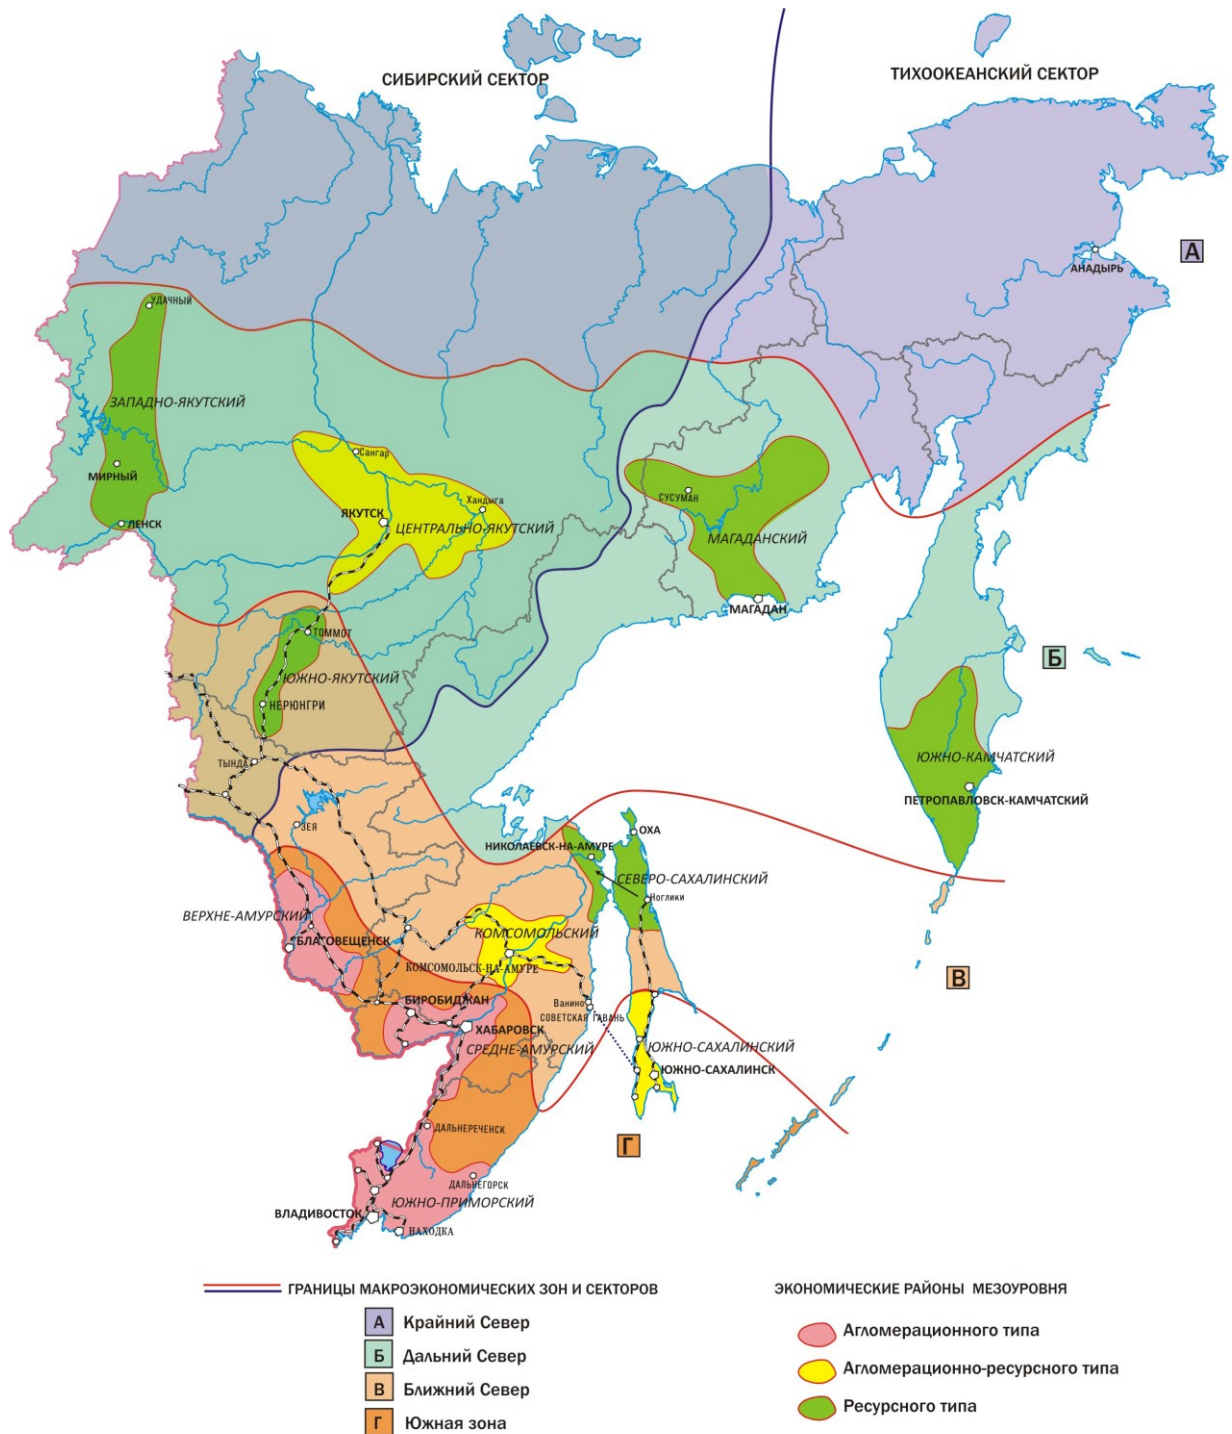 СИБИРСКИЙ СЕКТОР
ТИХООКЕАНСКИЙ СЕКТОР
А
АНАДЫРЬ
УДАЧНЫЙ
ЗАПАДНО-ЯКУТСКИЙ
МИРНЫЙ
ЛЕНСК
Сангар
Хандыга
ЯКУТСК
ЦЕНТРАЛЬНО-ЯКУТСКИЙ
СУСУМАН
МАГАДАНСКИЙ
МАГАДАН
ТОММОТ
Б
ЮЖНО-ЯКУТСКИЙ
НЕРЮНГРИ
ТЫНДА
ЮЖНО-КАМЧАТСКИЙ
ПЕТРОПАВЛОВСК-КАМЧАТСКИЙ
ЗЕЯ
ОХА
НИКОЛАЕВСК-НА-АМУРЕ
СЕВЕРО-САХАЛИНСКИЙ
Ноглики
ВЕРХНЕ-АМУРСКИЙ
БЛАГОВЕЩЕНСК
КОМСОМОЛЬСКИЙ
КОМСОМОЛЬСК-НА-АМУРЕ
В
БИРОБИДЖАН
Ванино
СОВЕТСКАЯ ГАВАНЬ
ХАБАРОВСК
СРЕДНЕ-АМУРСКИЙ
ЮЖНО-САХАЛИНСКИЙ
ЮЖНО-САХАЛИНСК
ДАЛЬНЕРЕЧЕНСК
Г
ДАЛЬНЕГОРСК
ЮЖНО-ПРИМОРСКИЙ
ВЛАДИВОСТОК
НАХОДКА
ГРАНИЦЫ МАКРОЭКОНОМИЧЕСКИХ ЗОН И СЕКТОРОВ
А Крайний Север
Б Дальний Север
В Ближний Север
Г Южная зона
ЭКОНОМИЧЕСКИЕ РАЙОНЫ МЕЗОУРОВНЯ
Агломерационного типа
Агломерационно-ресурсного типа
Ресурсного типа